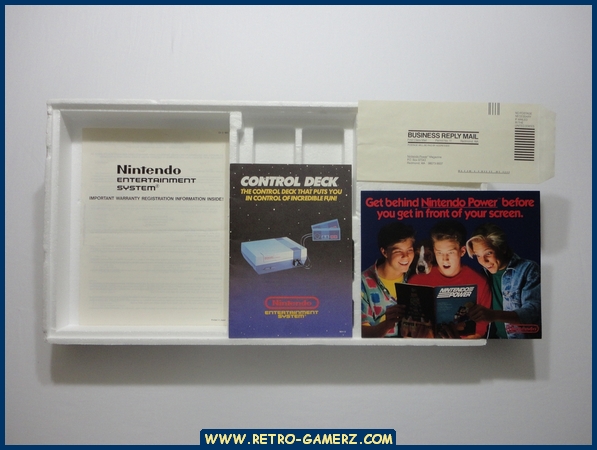 Nintendo
ENTERTAINMENT
SYSTEM
IMPORTANT WARRANTY REGISTRATION INFORMATION INSIDE!
CONTROL DECK
THE CONTROL DECK THAT PUTS YOU
IN CONTROL OF INCREDIBLE FUN!
Nintendo
ENTERTAINMENT
SYSTEM
BUSINESS REPLY MAIL
Get behind Nintendo Power before
you get in front of your screen.
NINTENDO
POWER
Nintendo
WWW.RETRO-GAMERZ.COM